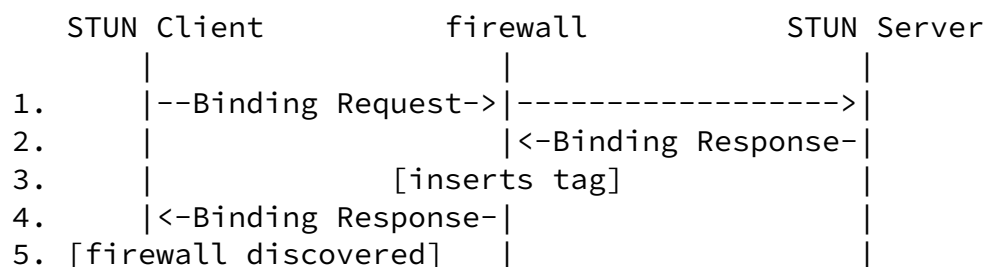 STUN Client          firewall           STUN Server
     |                   |                   |
1.      |--Binding Request->|------------------>|
2.      |                   |<-Binding Response-|
3.      |             [inserts tag]             |
4.      |<-Binding Response-|                   |
5. [firewall discovered]    |                   |